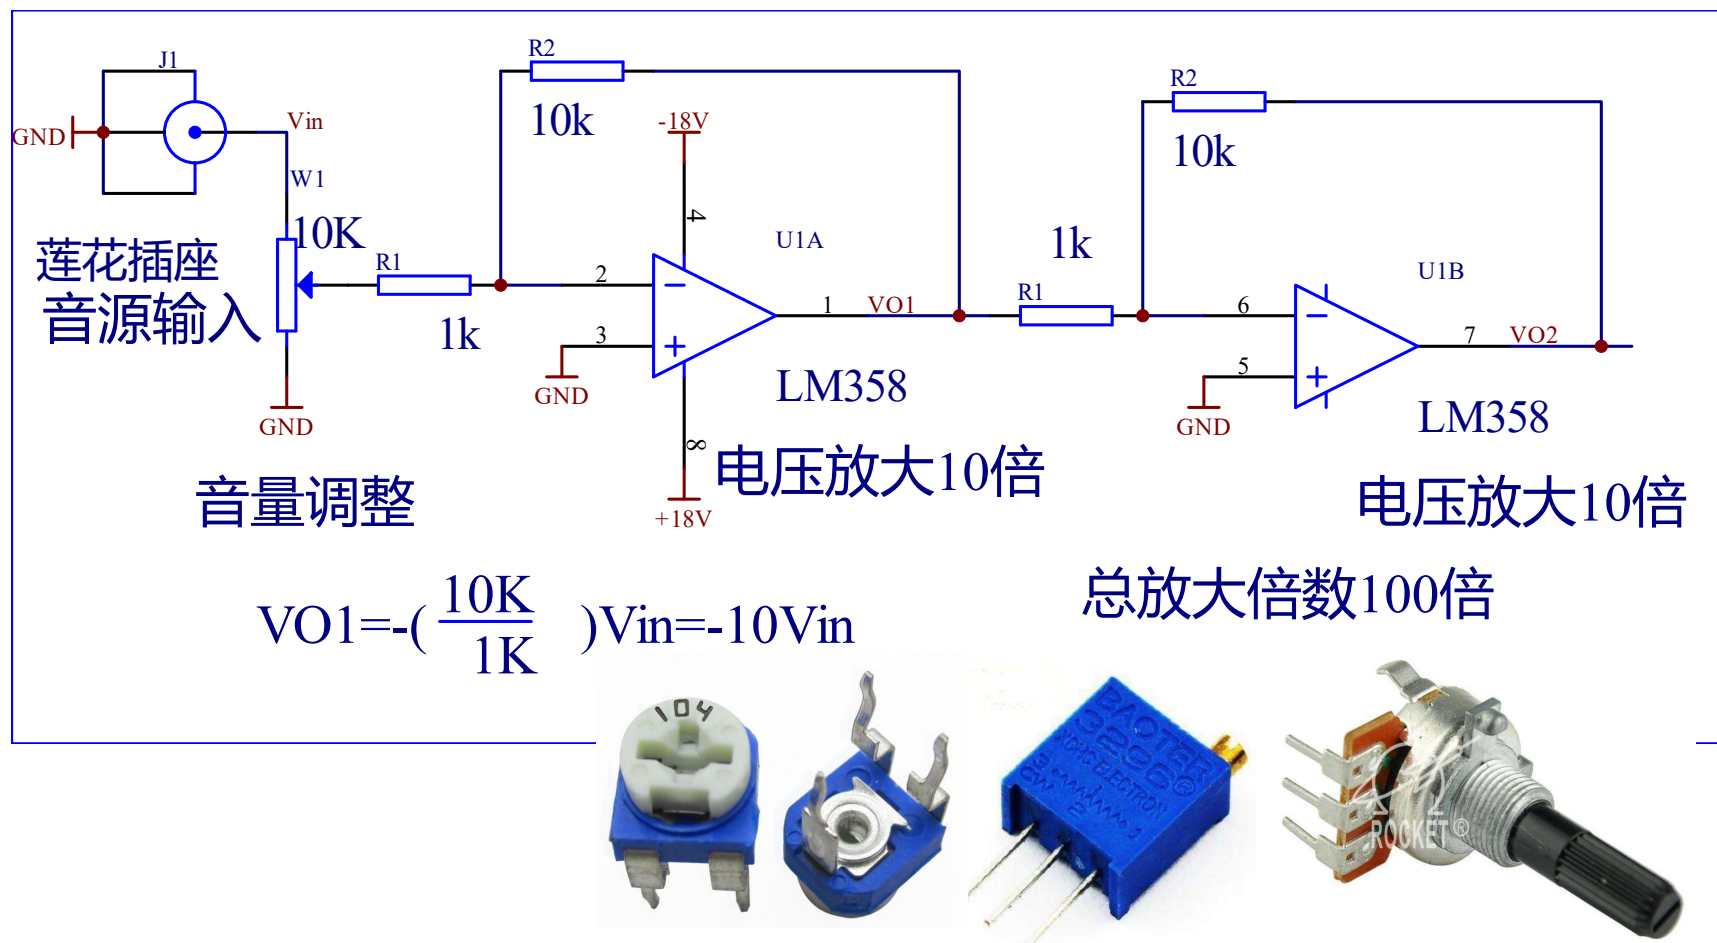 J1
GND
Vin
W1
10K
莲花插座
音源输入
GND
音量调整
R1
1k
R2
10k
-18V
4
2
3
GND
U1A
1
VO1
LM358
8
+18V
电压放大10倍
R1
1k
R2
10k
6
5
GND
U1B
7
VO2
LM358
电压放大10倍
总放大倍数100倍
VO1=-(10K
1K)Vin=-10Vin
104
BAOTER
3296®
3 1
CW 2
ROCKET®